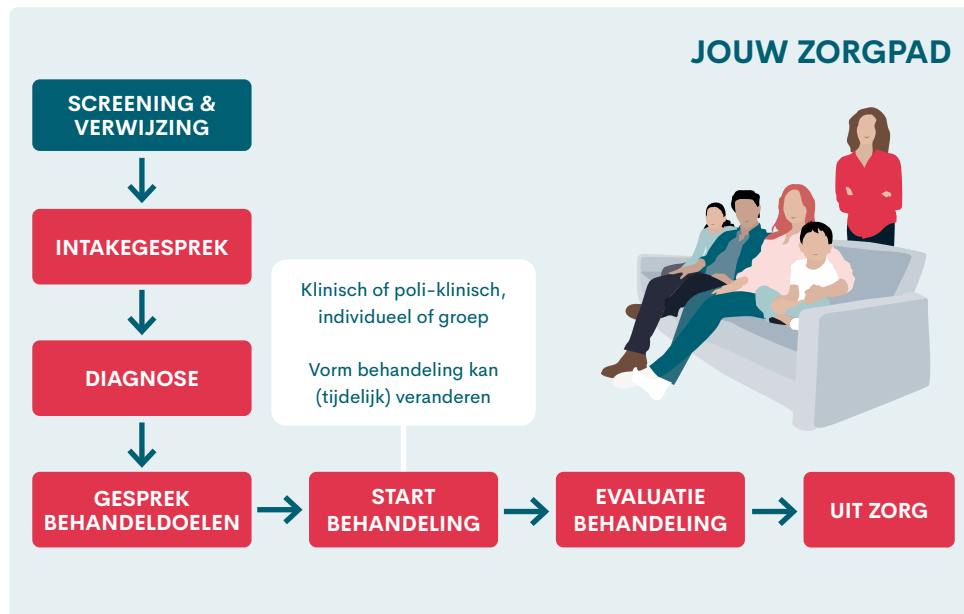 JOUW ZORGPAD
SCREENING &
VERWIJZING
INTAKEGESPREK
DIAGNOSE
GESPREK
BEHANDELDOELEN
Klinisch of poli-klinisch,
individueel of groep
Vorm behandeling kan
(tijdelijk) veranderen
START
BEHANDELING
EVALUATIE
BEHANDELING
UIT ZORG